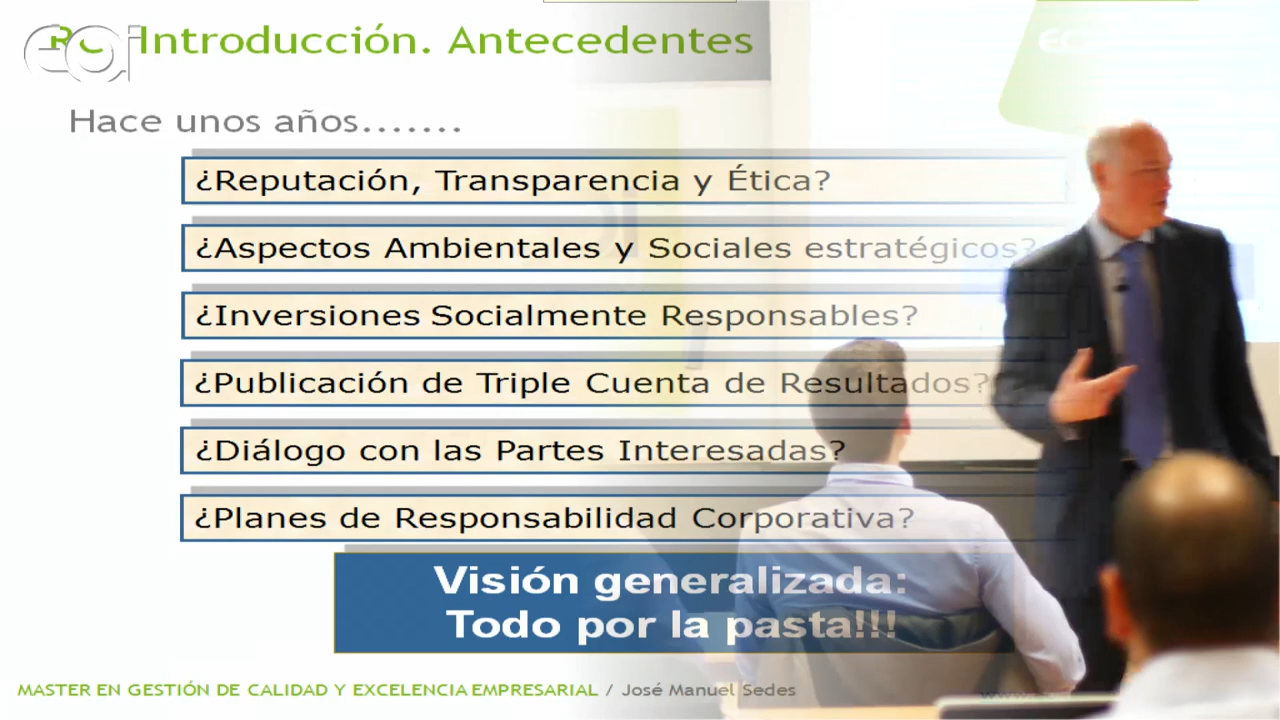 eoi
RC Introducción. Antecedentes
Hace unos años.......
¿Reputación, Transparencia y Ética?
¿Aspectos Ambientales y Sociales estratégicos?
¿Inversiones Socialmente Responsables?
¿Publicación de Triple Cuenta de Resultados?
¿Diálogo con las Partes Interesadas?
¿Planes de Responsabilidad Corporativa?
Visión generalizada:
Todo por la pasta!!!
MASTER EN GESTIÓN DE CALIDAD Y EXCELENCIA EMPRESARIAL / José Manuel Sedes